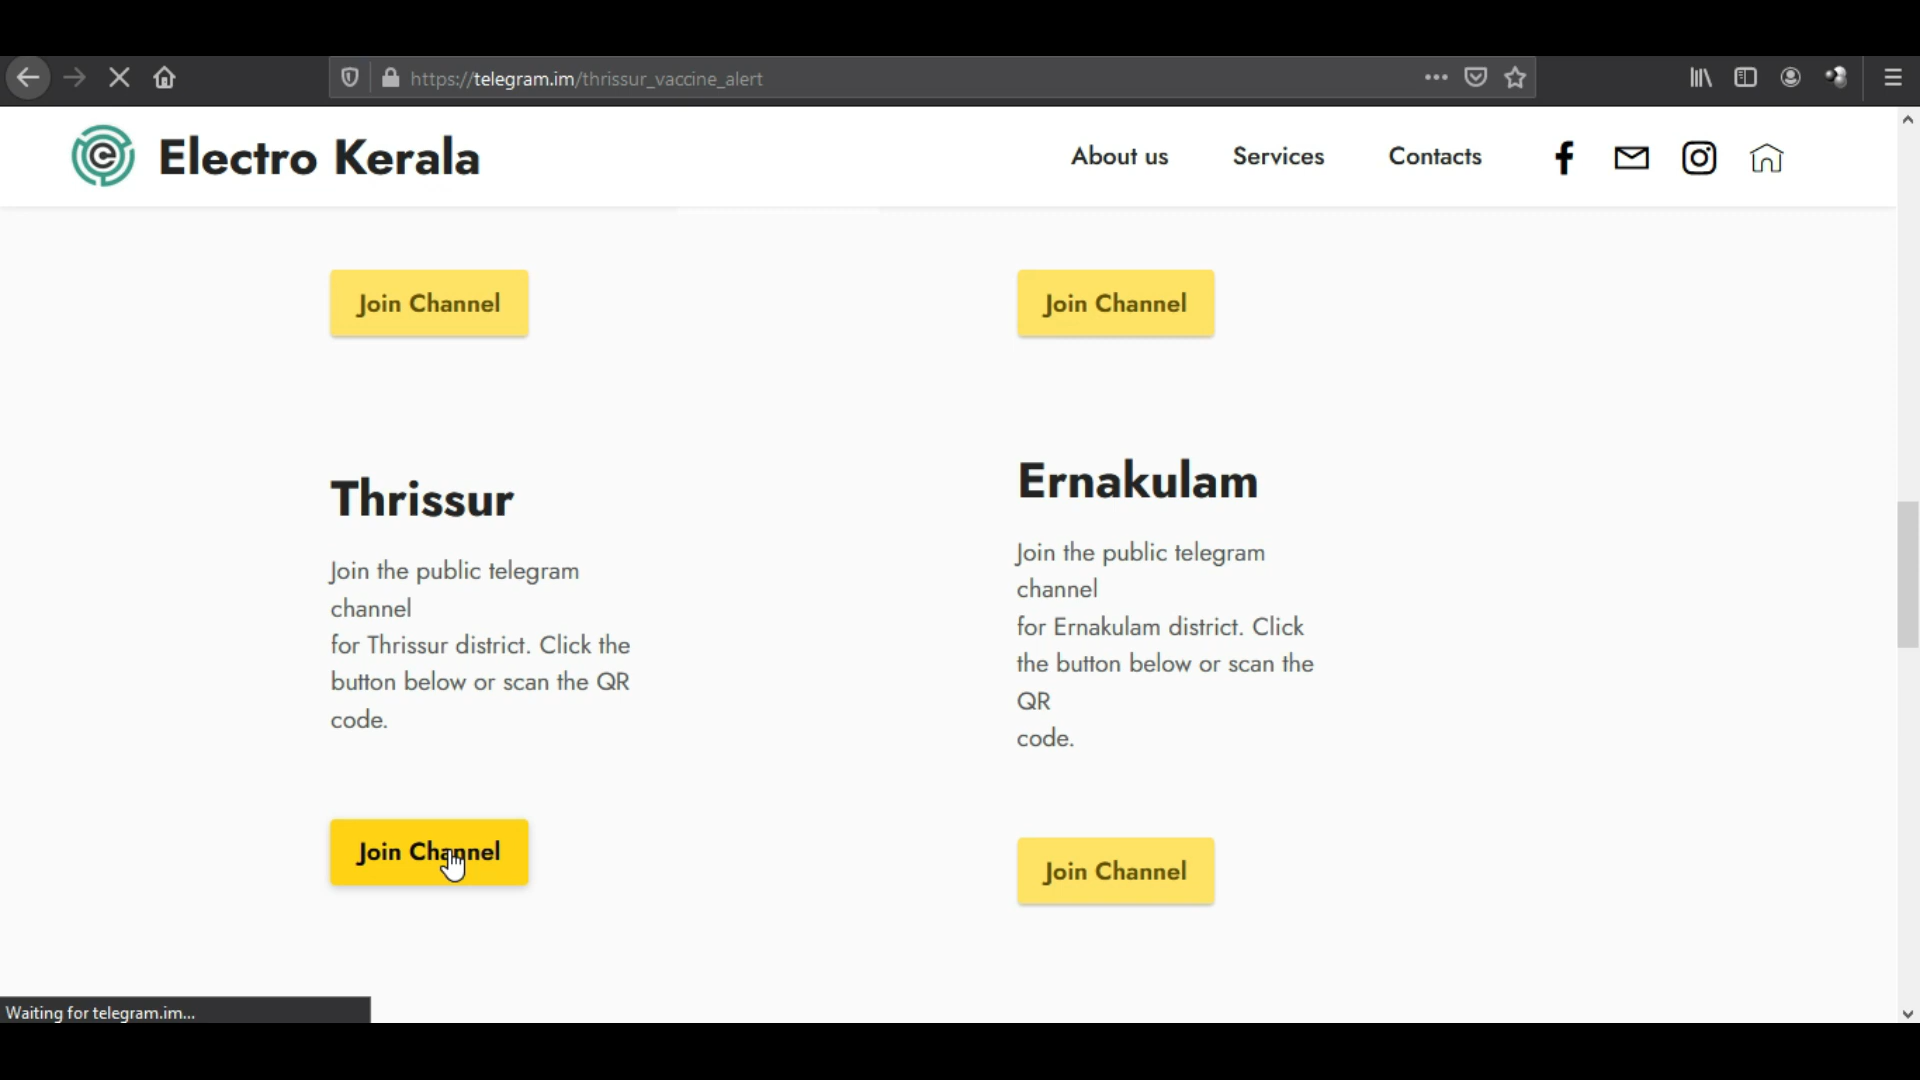 https://telegram.im/thrissur_vaccine_alert
Electro Kerala
About us
Services
Contacts
Join Channel
Join Channel
Thrissur
Join the public telegram
channel
for Thrissur district. Click the
button below or scan the QR
code.
Join Channel
Ernakulam
Join the public telegram
channel
for Ernakulam district. Click
the button below or scan the
QR
code.
Join Channel
Waiting for telegram.im...